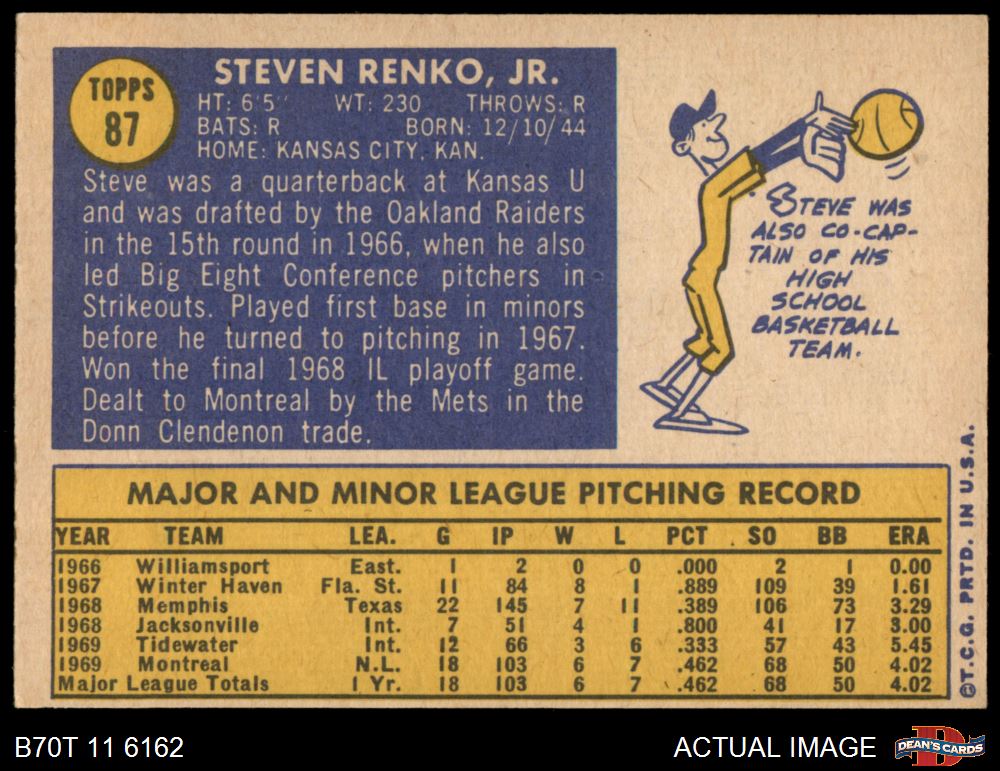 TOPPS
87
STEVEN RENKO, JR.
HT: 6'5" WT: 230 THROWS: R
BATS: R BORN: 12/10/44
HOME: KANSAS CITY, KAN.
Steve was a quarterback at Kansas U
and was drafted by the Oakland Raiders
in the 15th round in 1966, when he also
led Big Eight Conference pitchers in
Strikeouts. Played first base in minors
before he turned to pitching in 1967.
Won the final 1968 IL playoff game.
Dealt to Montreal by the Mets in the
Donn Clendenon trade.
STEVE WAS
ALSO CO-CAP-
TAIN OF HIS
HIGH
SCHOOL
BASKETBALL
TEAM.
MAJOR AND MINOR LEAGUE PITCHING RECORD
YEAR TEAM LEA. G IP W L PCT. SO BB ERA
1966 Williamsport East. 1 2 0 0 .000 2 1 0.00
1967 Winter Haven Fla. St. 11 84 8 1 .889 109 39 1.61
1968 Memphis Texas 22 145 7 11 .389 106 73 3.29
1968 Jacksonville Int. 7 51 4 1 .800 41 17 3.00
1969 Tidewater Int. 12 66 3 6 .333 57 43 5.45
1969 Montreal N.L. 18 103 6 7 .462 68 50 4.02
Major League Totals 1 Yr. 18 103 6 7 .462 68 50 4.02
©T.C.G. PRTD. IN U.S.A.
B70T 11 6162
ACTUAL IMAGE
DEAN'S CARDS